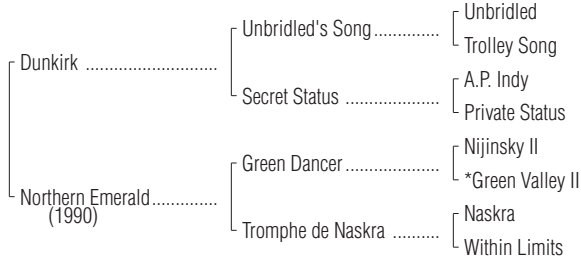 Unbridled
Unbridled's Song..............
Trolley Song
Dunkirk ............................
A.P. Indy
Secret Status ....................
Private Status
Nijinsky II
Green Dancer....................
*Green Valley II
Northern Emerald..............
(1990)
Naskra
Tromphe de Naskra ..........
Within Limits